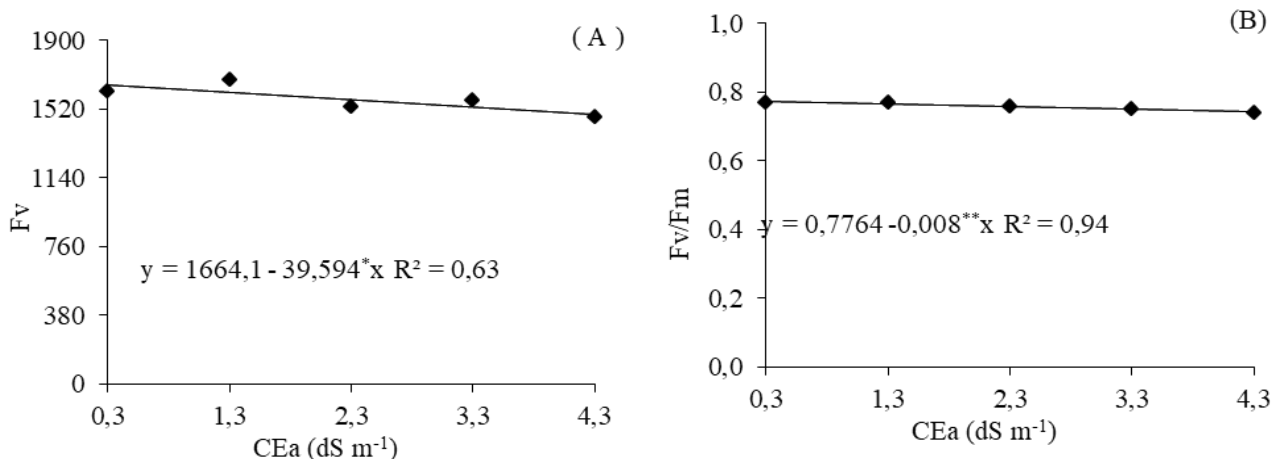 ( A )
1900
1520
1140
760
380
0
Fv
y = 1664,1 - 39,594*x R² = 0,63
0,3 1,3 2,3 3,3 4,3
CEa (dS m⁻¹)
(B)
1,0
0,8
0,6
0,4
0,2
0,0
Fv/Fm
y = 0,7764 -0,008**x R² = 0,94
0,3 1,3 2,3 3,3 4,3
CEa (dS m⁻¹)